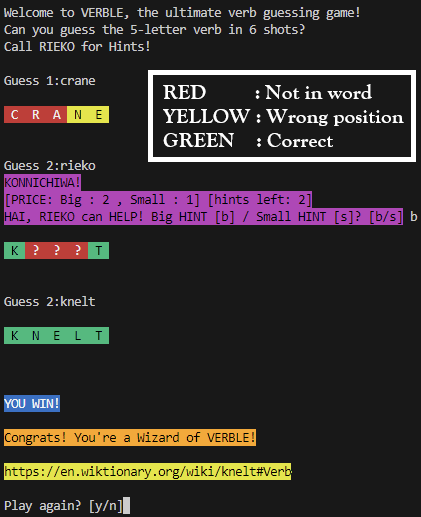 Welcome to VERBLE, the ultimate verb guessing game!
Can you guess the 5-letter verb in 6 shots?
Call RIEKO for Hints!
Guess 1:crane
C R A N E
RED : Not in word
YELLOW : Wrong position
GREEN : Correct
Guess 2:rieko
KONNICHIWA!
[PRICE: Big : 2 , Small : 1] [hints left: 2]
HAI, RIEKO can HELP! Big HINT [b] / Small HINT [s]? [b/s] b
K ? ? ? T
Guess 2:knelt
K N E L T
YOU WIN!
Congrats! You're a Wizard of VERBLE!
https://en.wiktionary.org/wiki/knelt#Verb
Play again? [y/n]